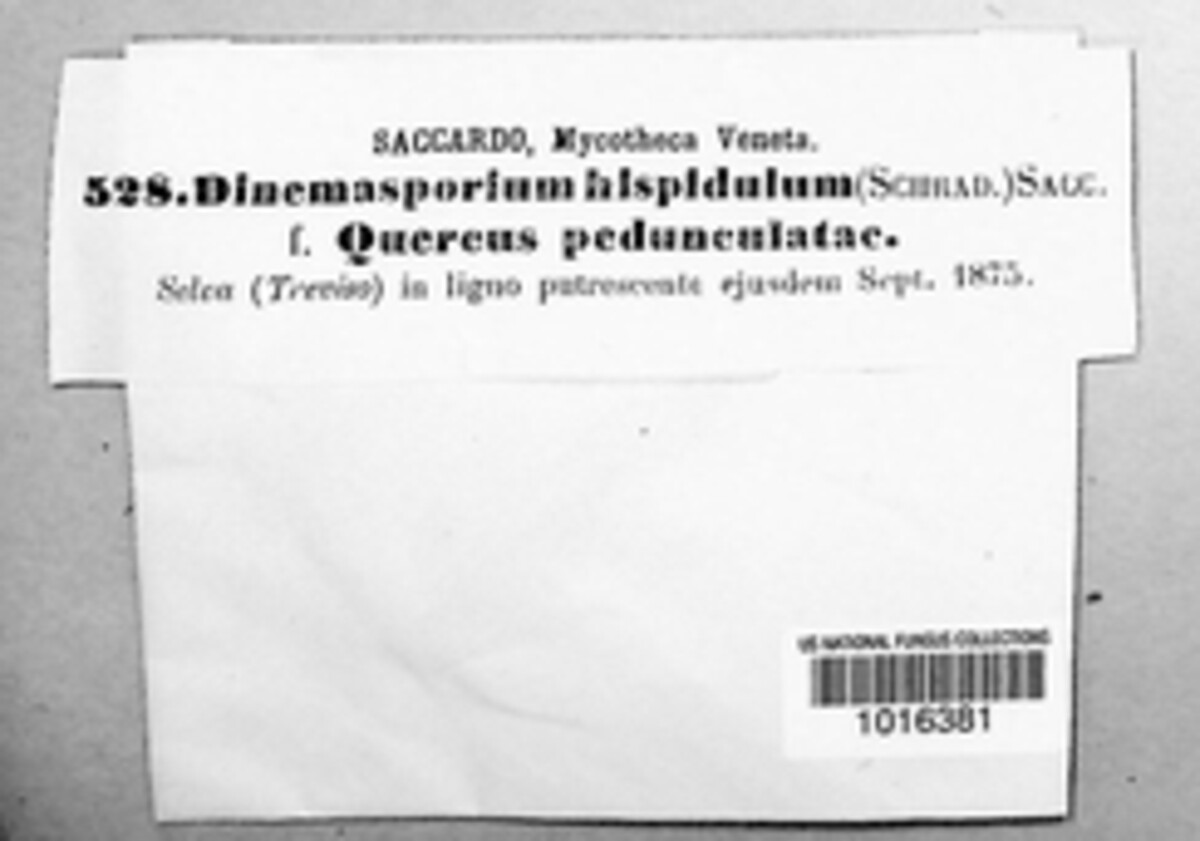 SACCARDO, Mycotheca Veneta.
528. Dinemasporium hispidulum (SCHRAD.) SACC.
f. Quercus pedunculatae.
Selva (Treviso) in ligno putrescente ejusdem Sept. 1875.
US NATIONAL FUNGUS COLLECTIONS
1016381